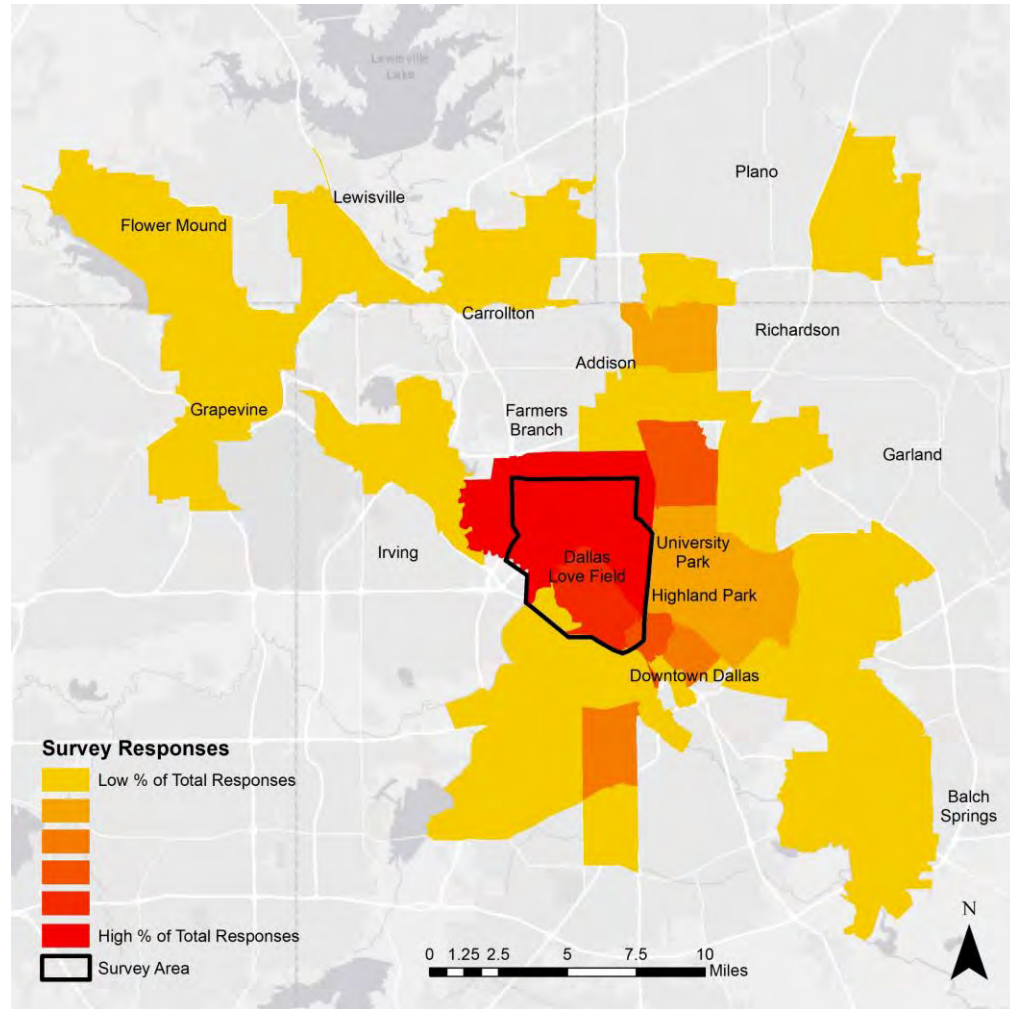 Lewisville
Lake
Plano
Lewisville
Flower Mound
Carrollton
Richardson
Addison
Grapevine
Farmers
Branch
Garland
Irving
University
Park
Dallas
Love Field
Highland Park
Downtown Dallas
Survey Responses
Low % of Total Responses
High % of Total Responses
Survey Area
Balch
Springs
N
0 1.25 2.5 5 7.5 10
Miles